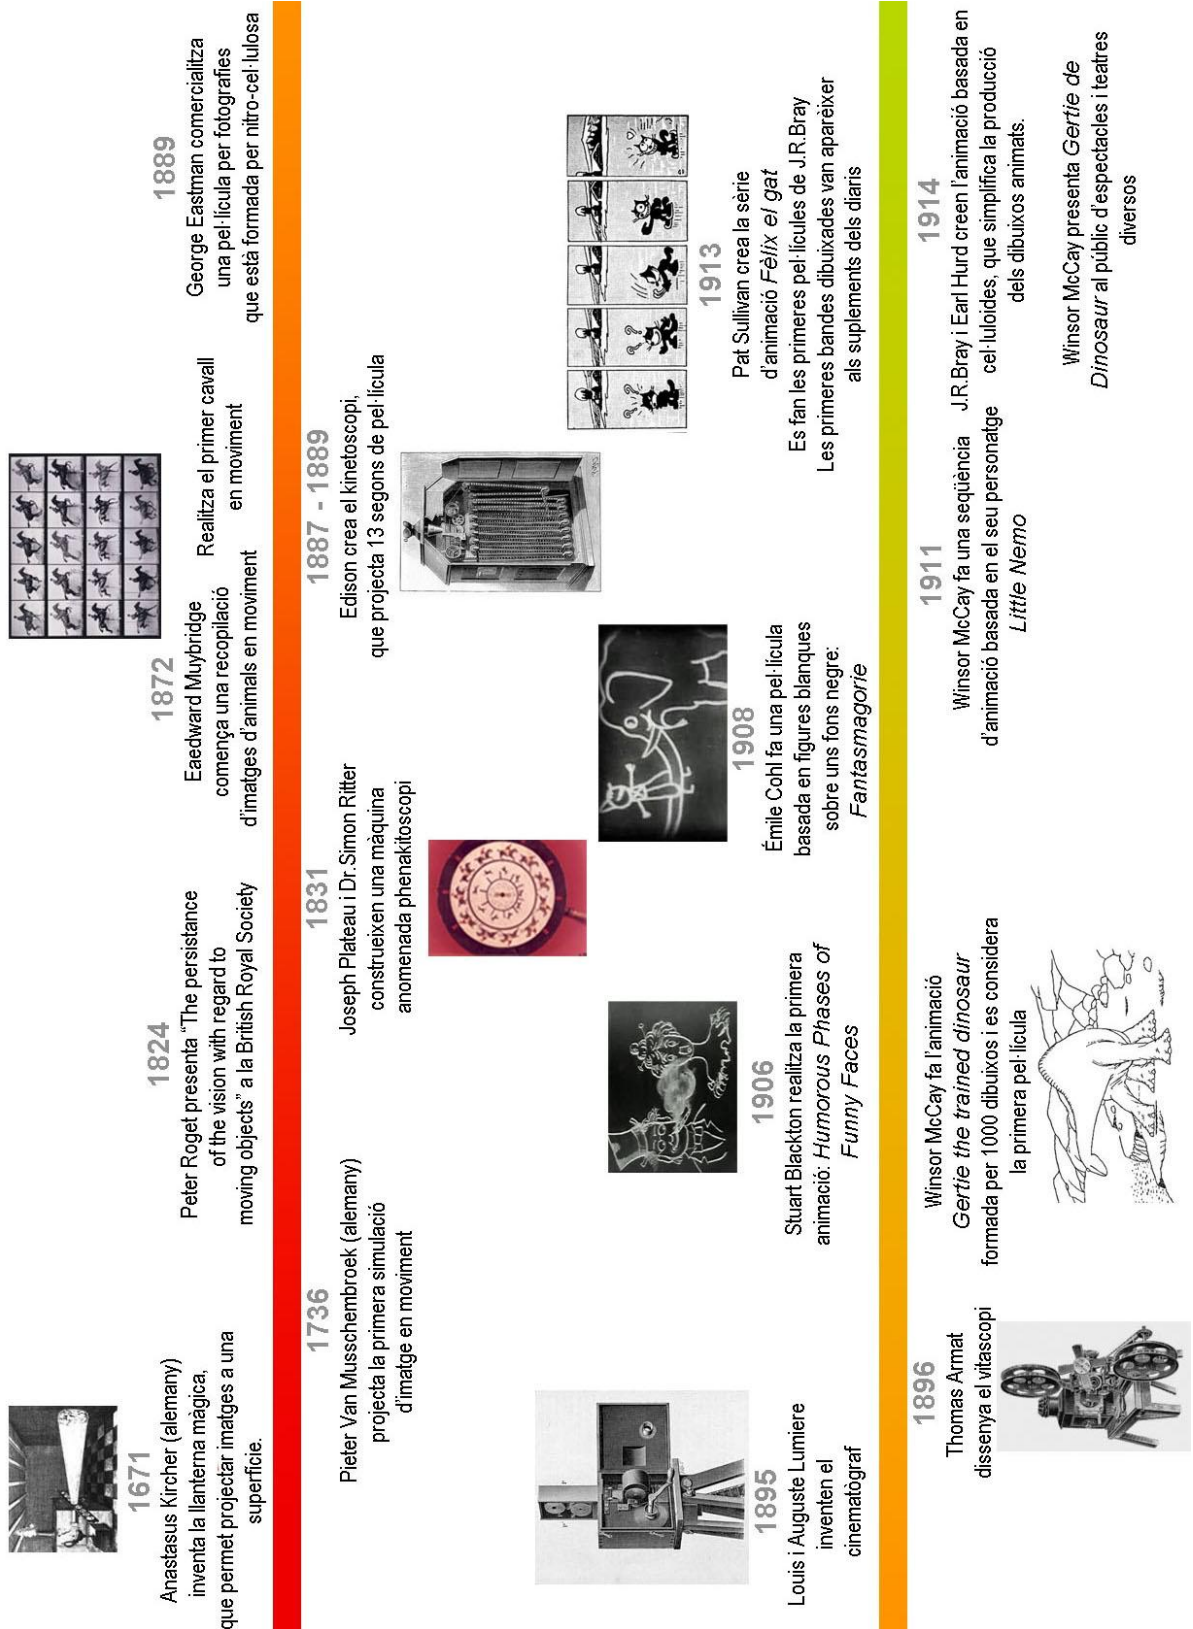 1671
Anastasus Kircher (alemany)
inventa la llanterna màgica,
que permet projectar imatges a una
superfície.
1736
Pieter Van Musschembroek (alemany)
projecta la primera simulació
d'imatge en moviment
1824
Peter Roget presenta “The persistance
of the vision with regard to
moving objects” a la British Royal Society
1831
Joseph Plateau i Dr.Simon Ritter
construeixen una màquina
anomenada phenakitoscopi
1872
Eaedward Muybridge
comença una recopilació
d'imatges d'animals en moviment
Realitza el primer cavall
en moviment
1887 - 1889
Edison crea el kinetoscopi,
que projecta 13 segons de pel·lícula
1889
George Eastman comercialitza
una pel·lícula per fotografies
que està formada per nitro-cel·lulosa
1895
Louis i Auguste Lumiere
inventen el
cinematògraf
1896
Thomas Armat
dissenya el vitascopi
1906
Stuart Blackton realitza la primera
animació: Humorous Phases of
Funny Faces
Winsor McCay fa l'animació
Gertie the trained dinosaur
formada per 1000 dibuixos i es considera
la primera pel·lícula
1908
Émile Cohl fa una pel·lícula
basada en figures blanques
sobre uns fons negre:
Fantasmagorie
1911
Winsor McCay fa una seqüència
d'animació basada en el seu personatge
Little Nemo
1913
Pat Sullivan crea la sèrie
d'animació Fèlix el gat
Es fan les primeres pel·lícules de J.R.Bray
Les primeres bandes dibuixades van aparèixer
als suplements dels diaris
1914
J.R.Bray i Earl Hurd creen l'animació basada en
cel·luloides, que simplifica la producció
dels dibuixos animats.
Winsor McCay presenta Gertie de
Dinosaur al públic d'espectacles i teatres
diversos